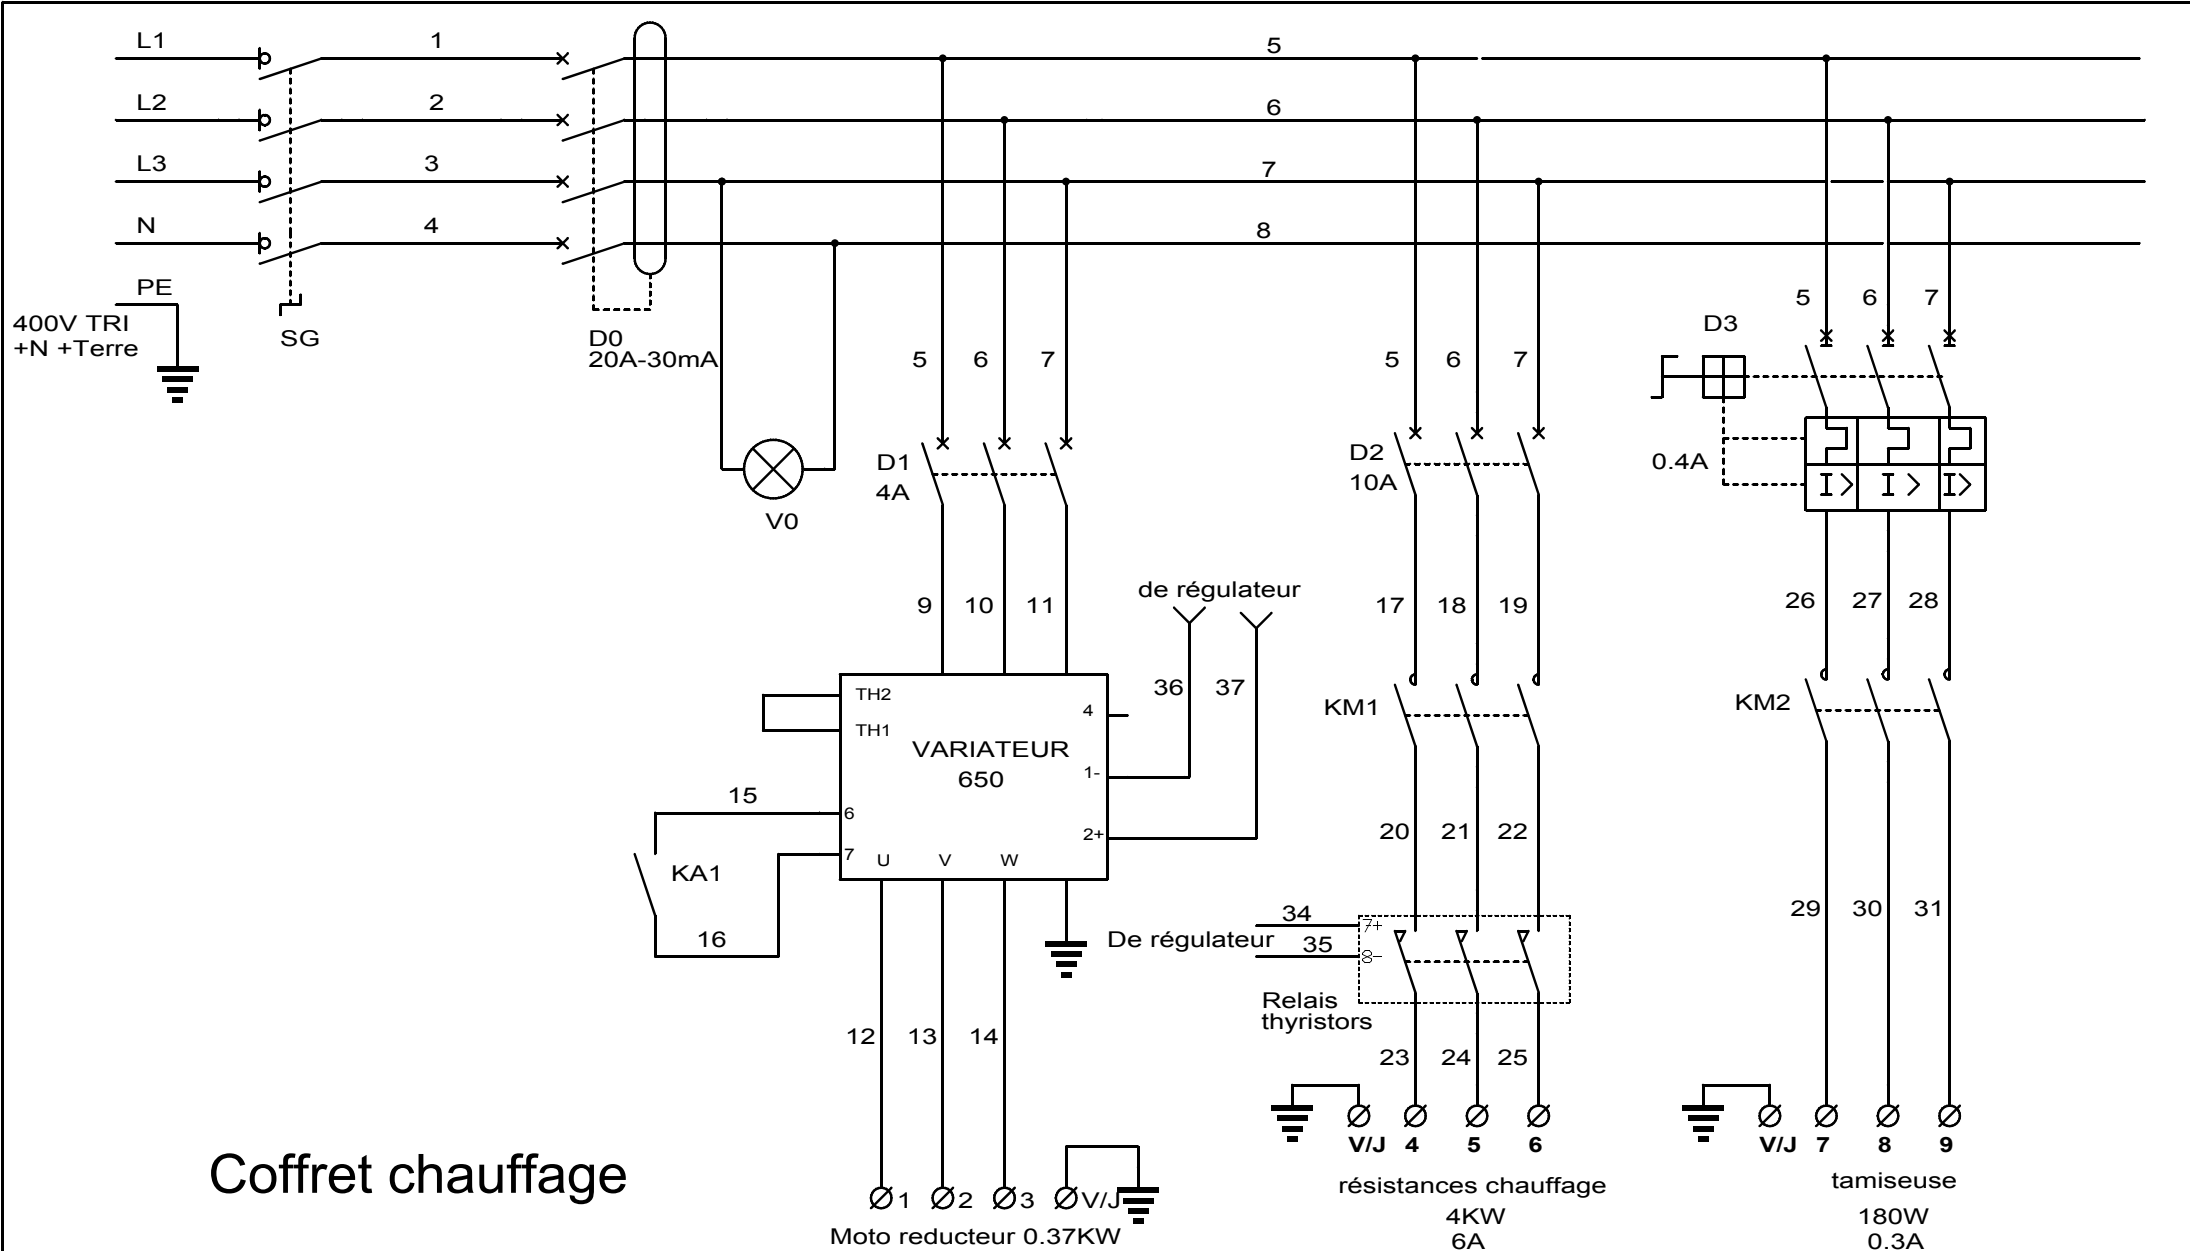 L1
1
5
L2
2
6
L3
3
7
N
4
8
PE
400V TRI
+N +Terre
SG
D0
20A-30mA
5 6 7
5 6 7
5 6 7
D3
V0
D1
4A
D2
10A
0.4A
I> I> I>
9 10 11
de régulateur
36 37
17 18 19
26 27 28
TH2
TH1
VARIATEUR
650
4
1-
2+
6
7
U V W
15
KA1
16
KM1
KM2
20 21 22
29 30 31
34
De régulateur
35
7+
8-
Relais
thyristors
12 13 14
23 24 25
V/J 4 5 6
V/J 7 8 9
résistances chauffage
4KW
6A
tamiseuse
180W
0.3A
Coffret chauffage
1 2 3 V/J
Moto reducteur 0.37KW